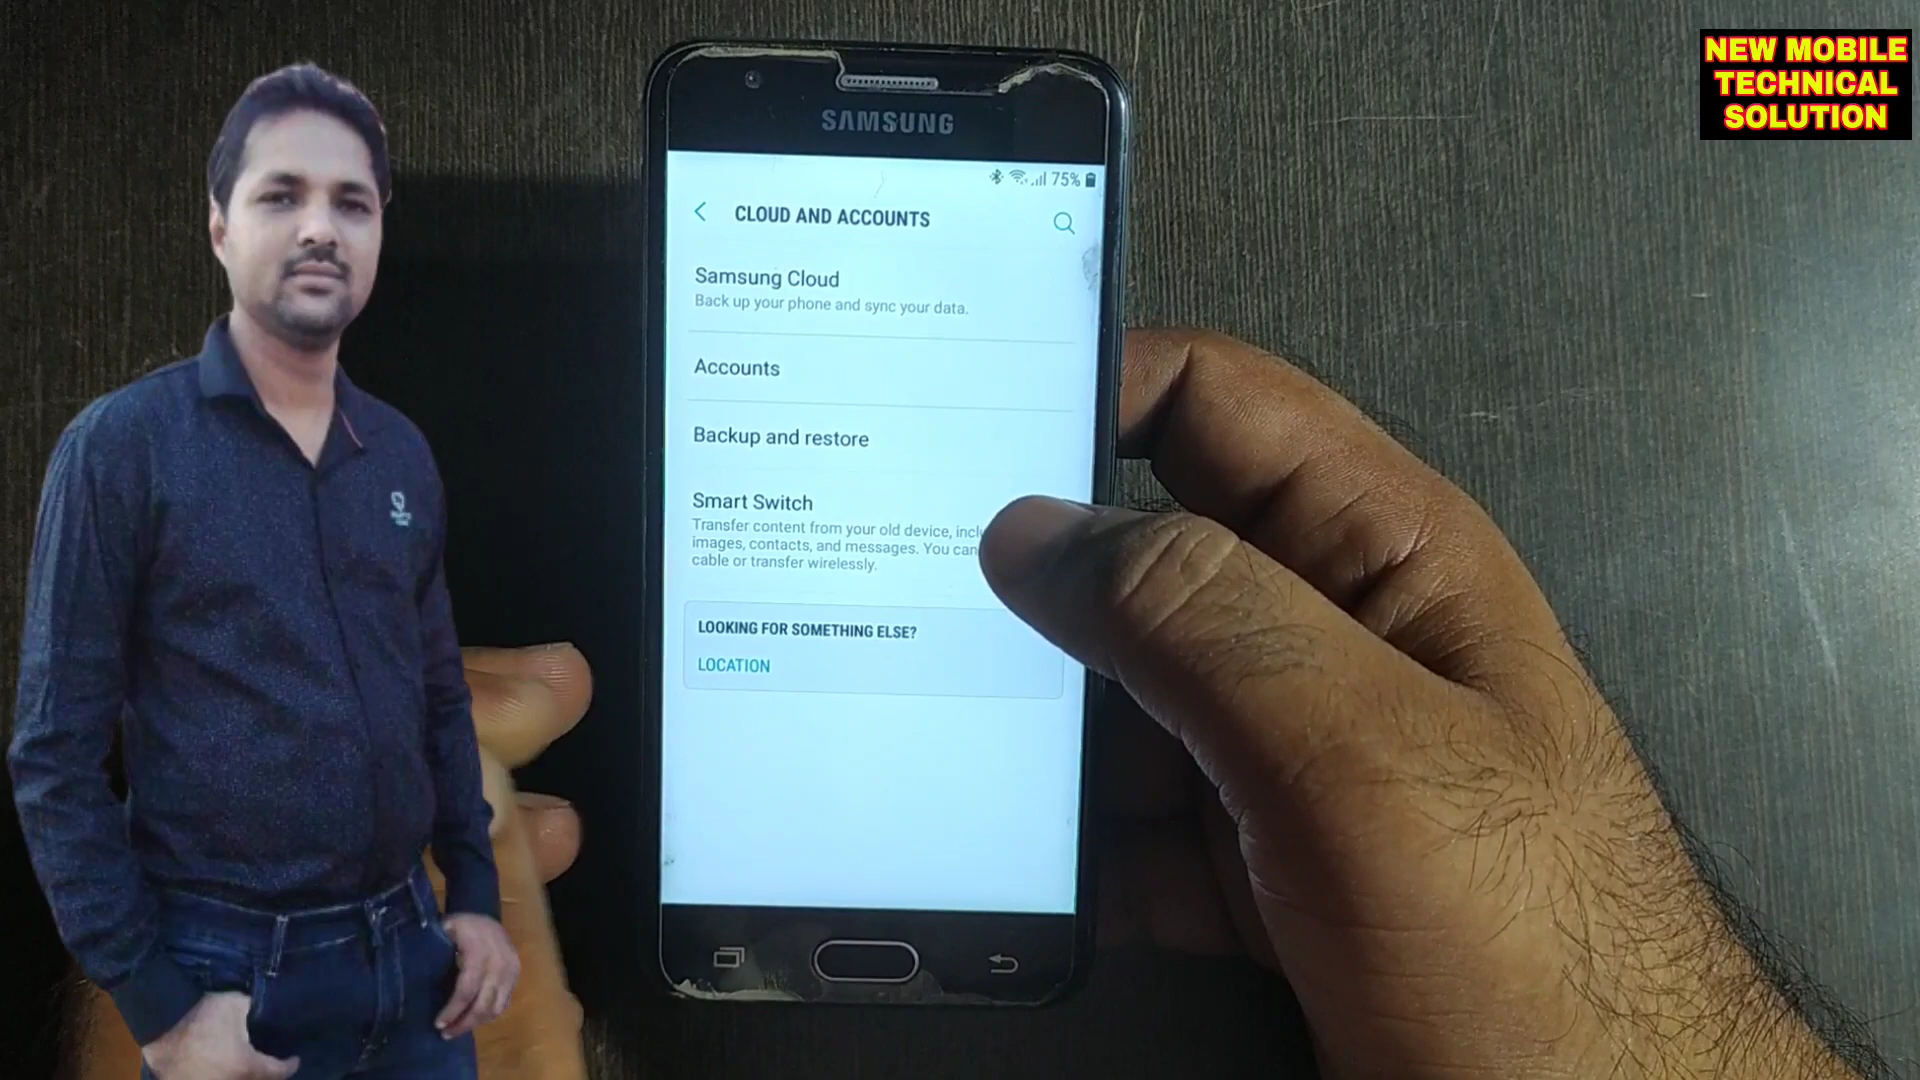 NEW MOBILE
TECHNICAL
SOLUTION
SAMSUNG
75%
CLOUD AND ACCOUNTS
Samsung Cloud
Back up your phone and sync your data.
Accounts
Backup and restore
Smart Switch
Transfer content from your old device, incl
images, contacts, and messages. You can
cable or transfer wirelessly.
LOOKING FOR SOMETHING ELSE?
LOCATION